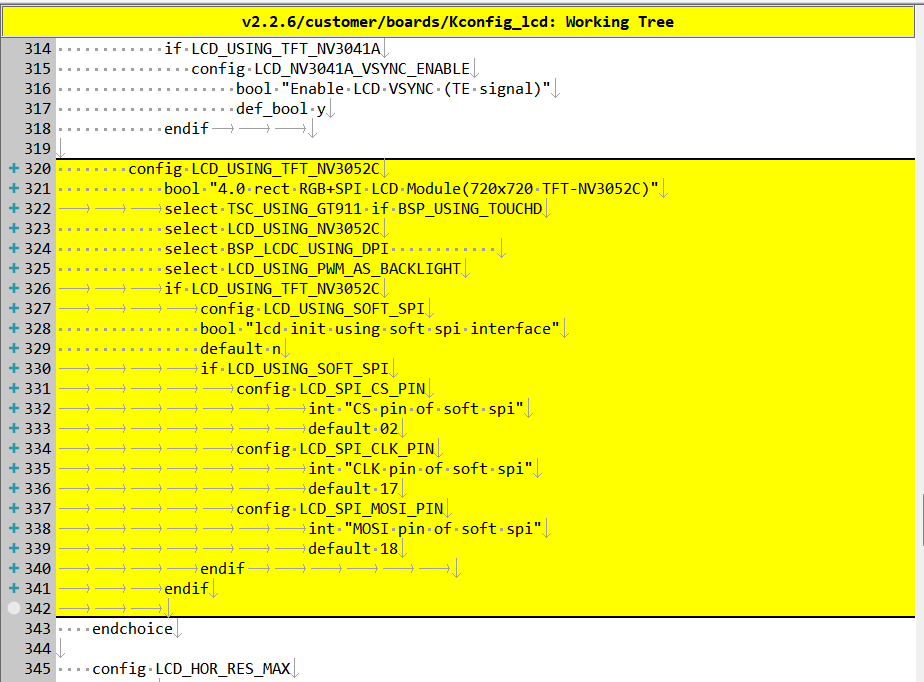 v2.2.6/customer/boards/Kconfig_lcd: Working Tree
314 if LCD_USING_TFT_NV3041A
315 config LCD_NV3041A_VSYNC_ENABLE
316 bool "Enable LCD VSYNC (TE signal)"
317 def_bool y
318 endif
319
320 config LCD_USING_TFT_NV3052C
321 bool "4.0 rect RGB+SPI LCD Module(720x720 TFT-NV3052C)"
322 select TSC_USING_GT911 if BSP_USING_TOUCHD
323 select LCD_USING_NV3052C
324 select BSP_LCDC_USING_DPI
325 select LCD_USING_PWM_AS_BACKLIGHT
326 if LCD_USING_TFT_NV3052C
327 config LCD_USING_SOFT_SPI
328 bool "lcd init using soft spi interface"
329 default n
330 if LCD_USING_SOFT_SPI
331 config LCD_SPI_CS_PIN
332 int "CS pin of soft spi"
333 default 02
334 config LCD_SPI_CLK_PIN
335 int "CLK pin of soft spi"
336 default 17
337 config LCD_SPI_MOSI_PIN
338 int "MOSI pin of soft spi"
339 default 18
340 endif
341 endif
342
343 endchoice
344
345 config LCD_HOR_RES_MAX